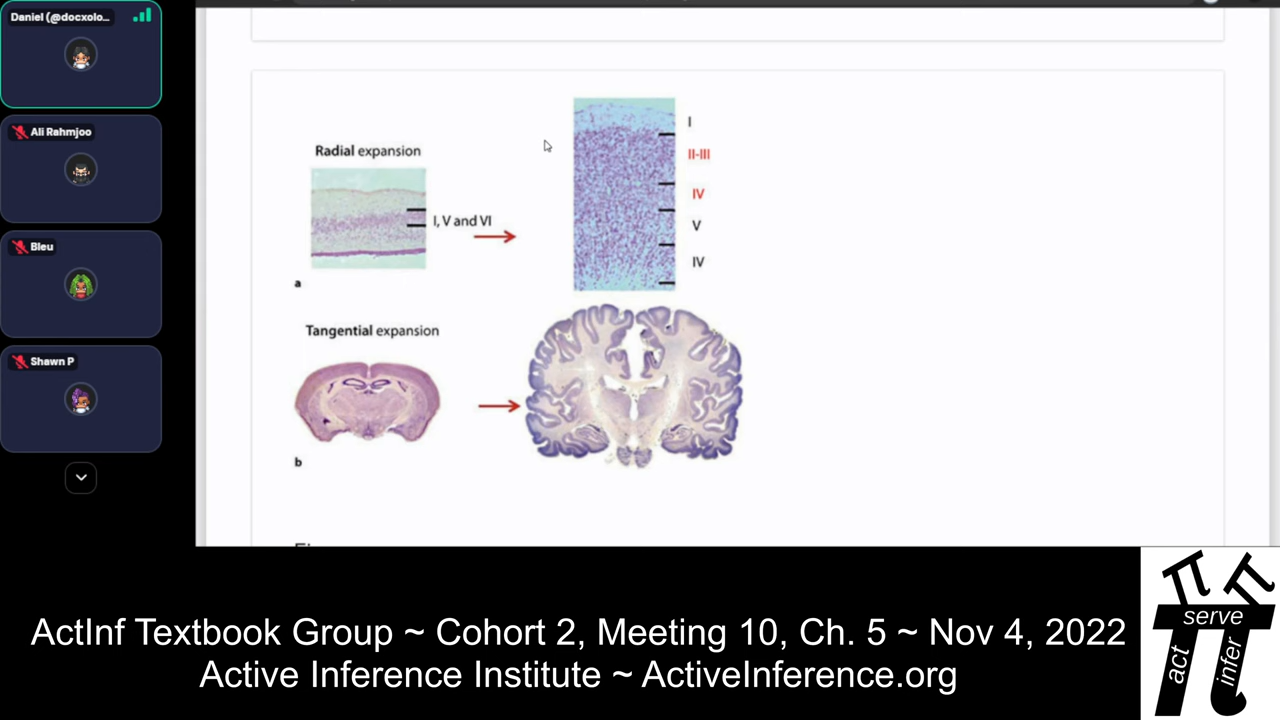 Daniel (@docxolo...
Ali Rahmjoo
Bleu
Shawn P
Radial expansion
I, V and VI
I
II-III
IV
V
IV
a
Tangential expansion
b
ActInf Textbook Group ~ Cohort 2, Meeting 10, Ch. 5 ~ Nov 4, 2022
Active Inference Institute ~ ActiveInference.org
serve
act
infer